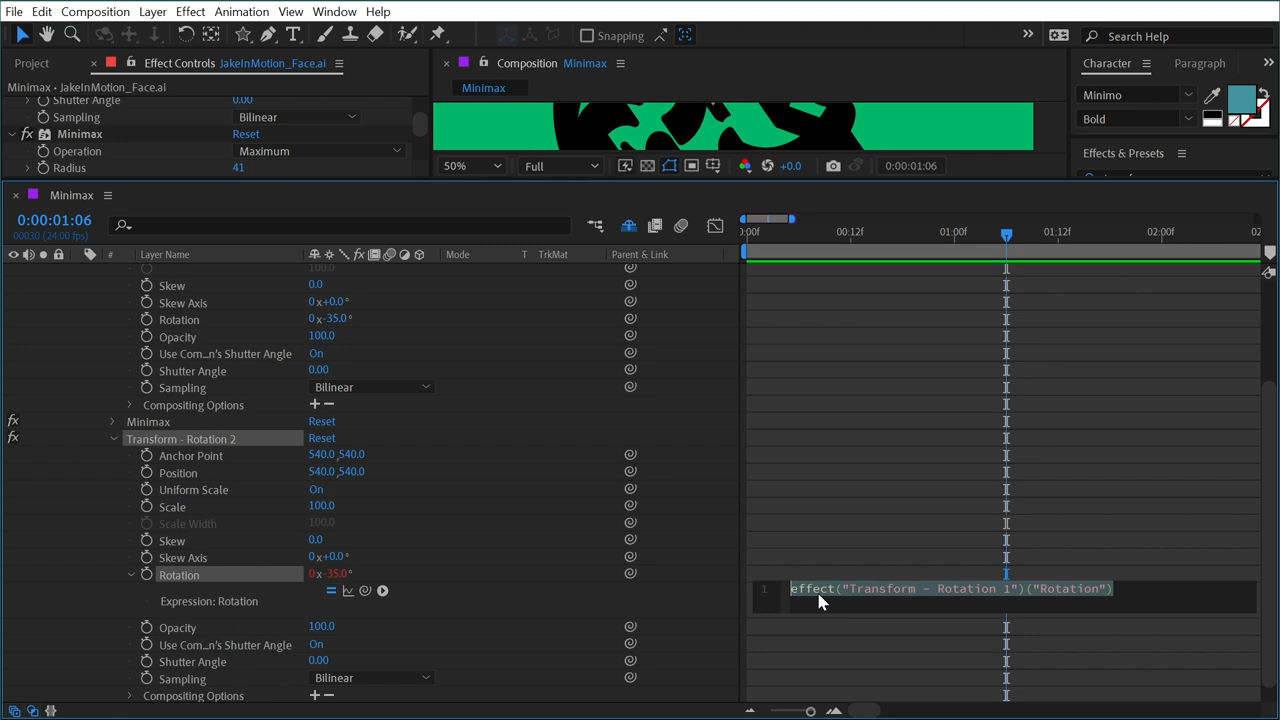 File Edit Composition Layer Effect Animation View Window Help
Snapping Search Help
Project Effect Controls JakeInMotion_Face.ai Composition Minimax Character Paragraph
Minimax • JakeInMotion_Face.ai Minimax
Shutter Angle 0.00 Minimo
Sampling Bilinear
fx Minimax Reset Bold
Operation Maximum Effects & Presets
Radius 41 50% Full +0.0 0:00:01:06
Minimax
0:00:01:06
00030 (24.00 fps) 0:00f 00:12f 01:00f 01:12f 02:00f 02
# Layer Name Mode T TrkMat Parent & Link
100.0
Skew 0.0
Skew Axis 0x+0.0°
Rotation 0x-35.0°
Opacity 100.0
Use Com...n's Shutter Angle On
Shutter Angle 0.00
Sampling Bilinear
Compositing Options + −
fx Minimax Reset
fx Transform - Rotation 2 Reset
Anchor Point 540.0,540.0
Position 540.0,540.0
Uniform Scale On
Scale 100.0
Scale Width 100.0
Skew 0.0
Skew Axis 0x+0.0°
Rotation 0x-35.0°
1 effect("Transform - Rotation 1")("Rotation")
Expression: Rotation
Opacity 100.0
Use Com...n's Shutter Angle On
Shutter Angle 0.00
Sampling Bilinear
Compositing Options + −